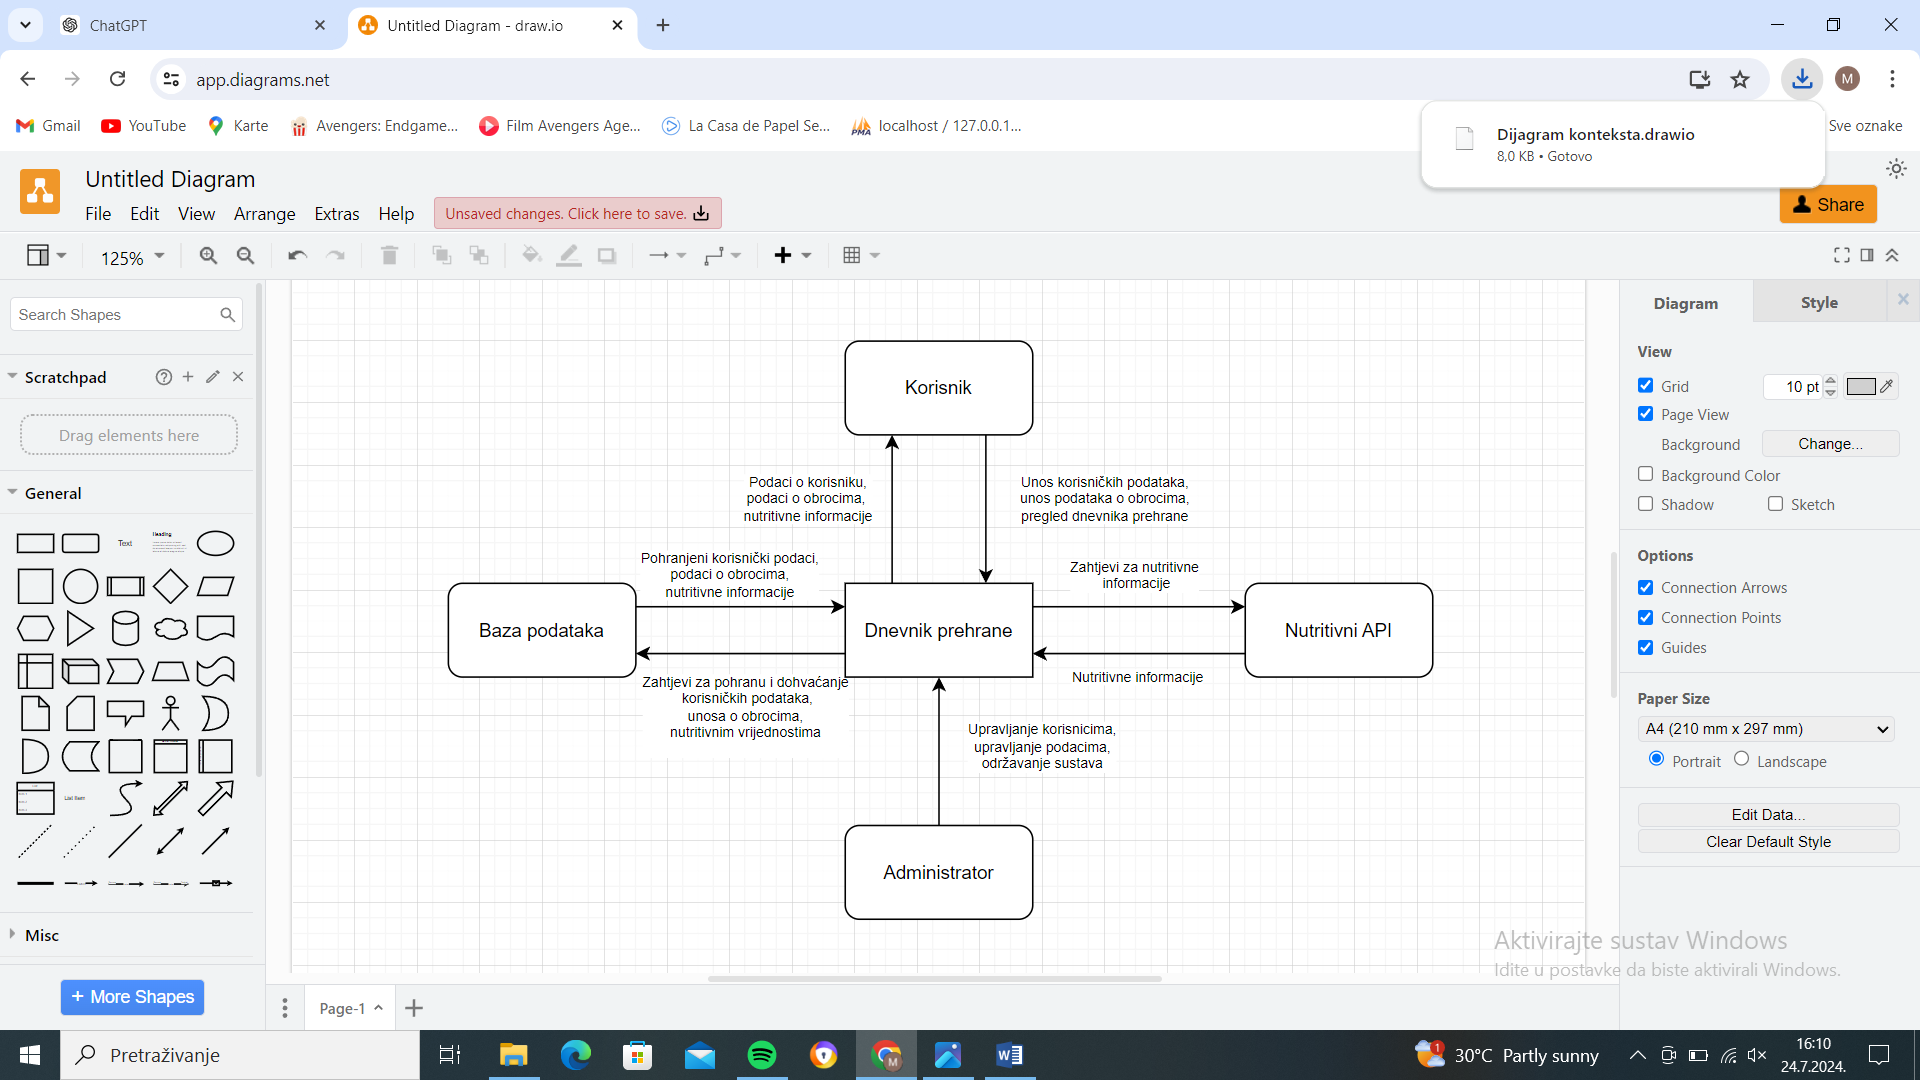 ChatGPT
Untitled Diagram - draw.io
app.diagrams.net
M
Gmail
YouTube
Karte
Avengers: Endgame...
Film Avengers Age...
La Casa de Papel Se...
PMA
localhost / 127.0.0.1...
Sve oznake
Dijagram konteksta.drawio
8,0 KB • Gotovo
Untitled Diagram
File Edit View Arrange Extras Help
Unsaved changes. Click here to save.
Share
125%
Search Shapes
Scratchpad
Drag elements here
General
Text
Heading
List Item
Misc
+ More Shapes
Korisnik
Podaci o korisniku,
podaci o obrocima,
nutritivne informacije
Unos korisničkih podataka,
unos podataka o obrocima,
pregled dnevnika prehrane
Pohranjeni korisnički podaci,
podaci o obrocima,
nutritivne informacije
Zahtjevi za nutritivne
informacije
Baza podataka
Dnevnik prehrane
Nutritivni API
Zahtjevi za pohranu i dohvaćanje
korisničkih podataka,
unosa o obrocima,
nutritivnim vrijednostima
Nutritivne informacije
Upravljanje korisnicima,
upravljanje podacima,
održavanje sustava
Administrator
Page-1
Diagram
Style
View
Grid
10 pt
Page View
Background
Change...
Background Color
Shadow
Sketch
Options
Connection Arrows
Connection Points
Guides
Paper Size
A4 (210 mm x 297 mm)
Portrait
Landscape
Edit Data...
Clear Default Style
Aktivirajte sustav Windows
Idite u postavke da biste aktivirali Windows.
Pretraživanje
M
1
30°C Partly sunny
16:10
24.7.2024.